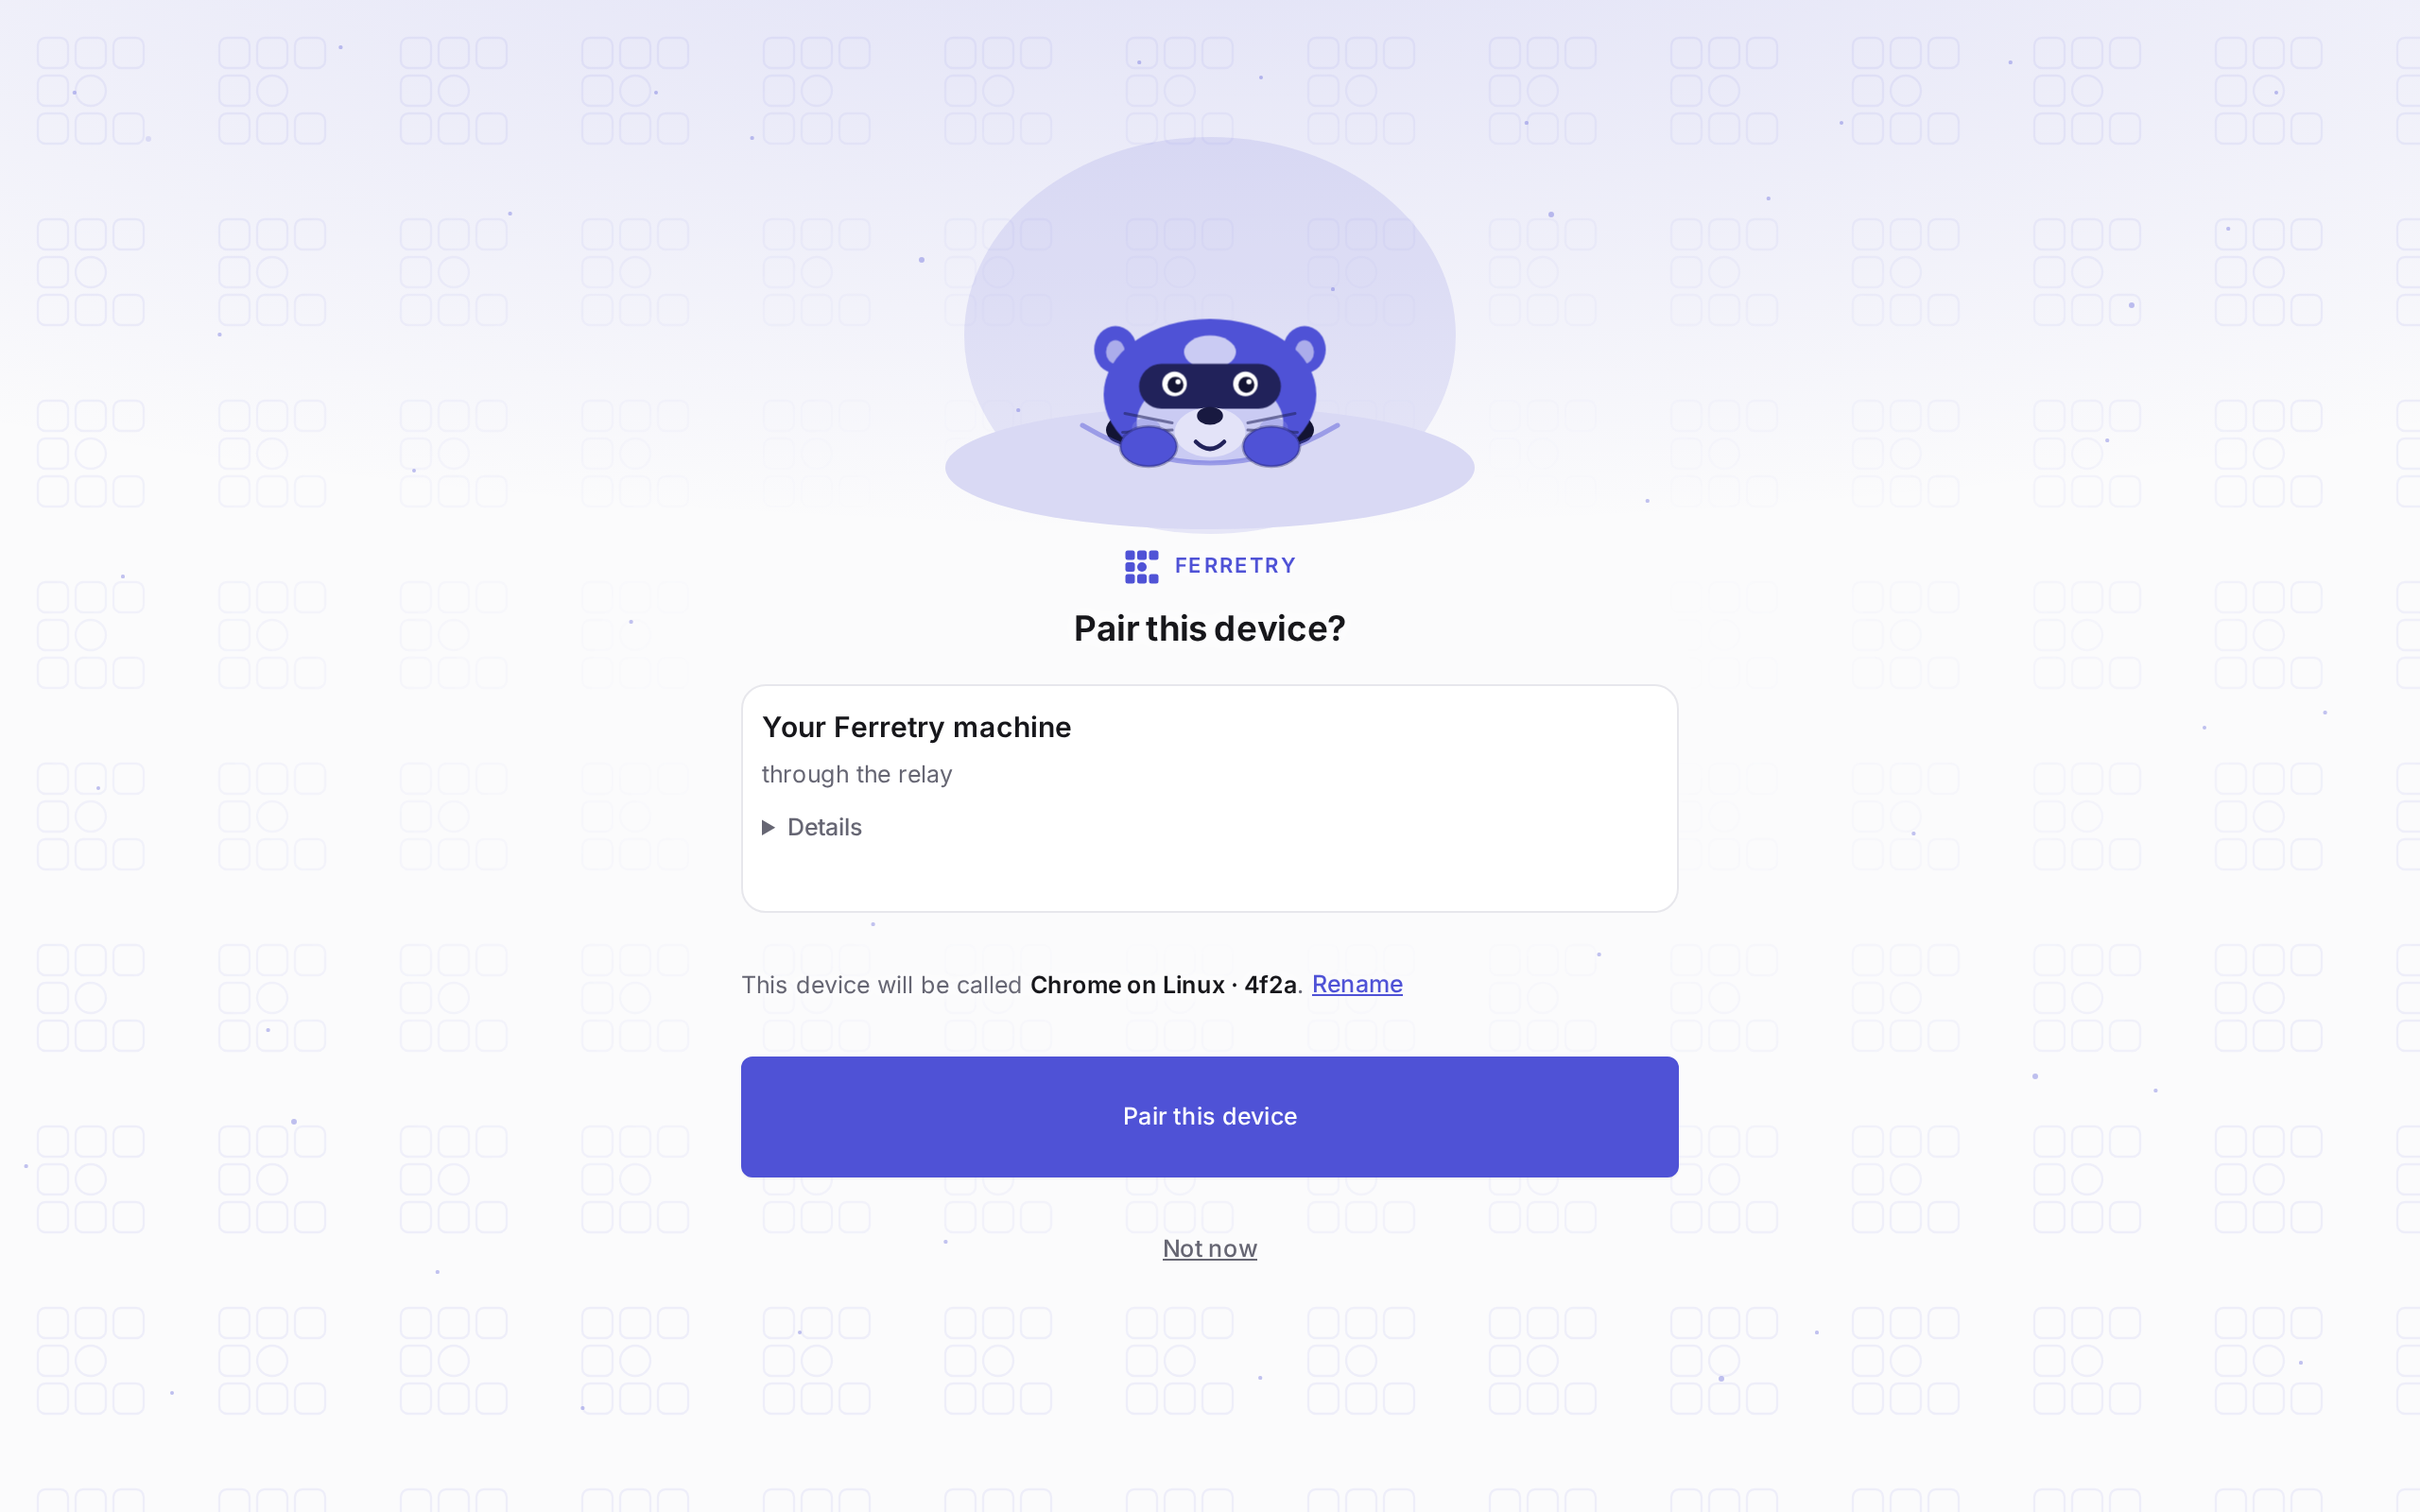 FERRETRY
Pair this device?
Your Ferretry machine
through the relay
Details
This device will be called Chrome on Linux · 4f2a. Rename
Pair this device
Not now